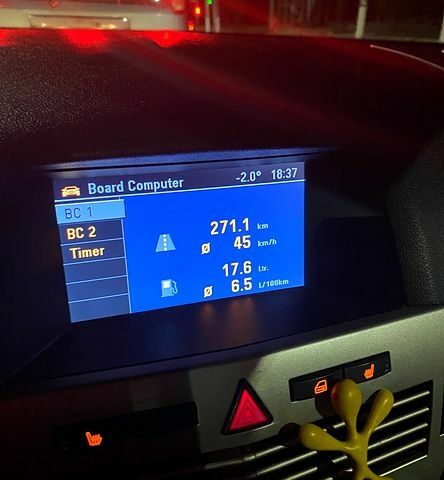 Board Computer -2.0° 18:37
BC 1
BC 2
Timer
271.1 km
Ø 45 km/h
17.6 Ltr.
Ø 6.5 L/100km